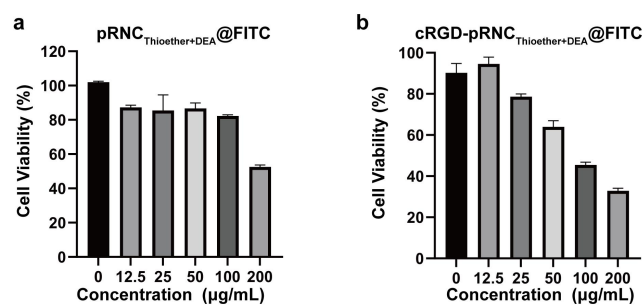 a
pRNCThioether+DEA@FITC
Cell Viability (%)
120
100
80
60
40
20
0
0 12.5 25 50 100 200
Concentration (μg/mL)
b
cRGD-pRNCThioether+DEA@FITC
Cell Viability (%)
100
80
60
40
20
0
0 12.5 25 50 100 200
Concentration (μg/mL)